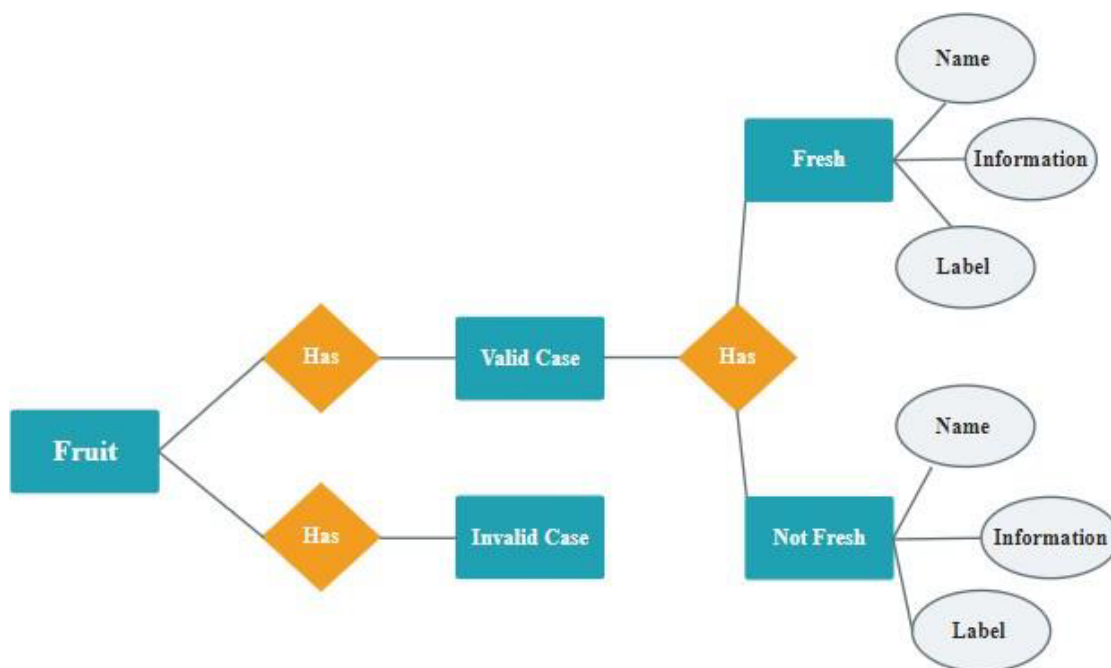 Name
Fresh
Information
Label
Has
Valid Case
Has
Fruit
Name
Has
Invalid Case
Not Fresh
Information
Label